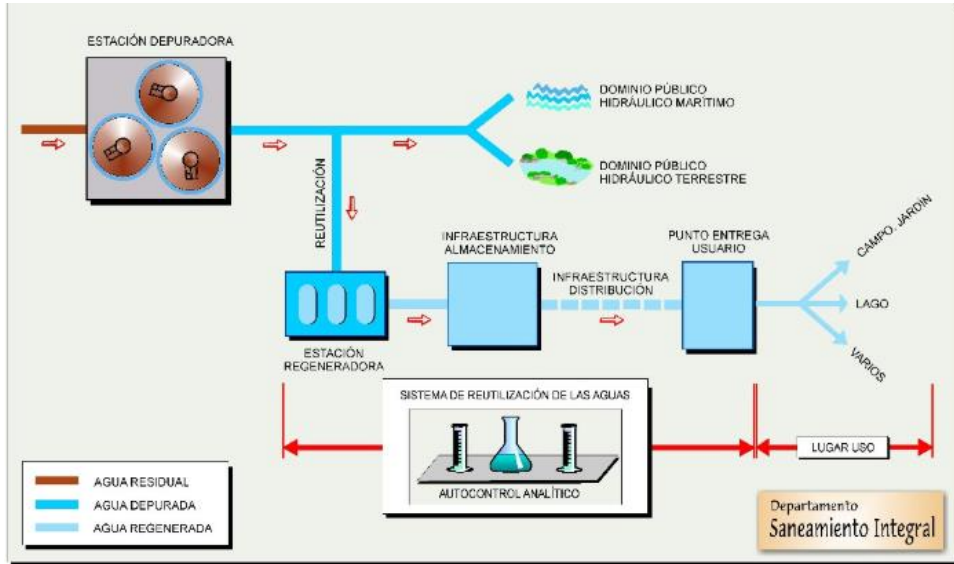 ESTACIÓN DEPURADORA
DOMINIO PÚBLICO
HIDRÁULICO MARÍTIMO
DOMINIO PÚBLICO
HIDRÁULICO TERRESTRE
REUTILIZACIÓN
INFRAESTRUCTURA
ALMACENAMIENTO
INFRAESTRUCTURA
DISTRIBUCIÓN
PUNTO ENTREGA
USUARIO
CAMPO, JARDIN
LAGO
VARIOS
ESTACIÓN
REGENERADORA
SISTEMA DE REUTILIZACIÓN DE LAS AGUAS
AUTOCONTROL ANALÍTICO
LUGAR USO
AGUA RESIDUAL
AGUA DEPURADA
AGUA REGENERADA
Departamento
Saneamiento Integral